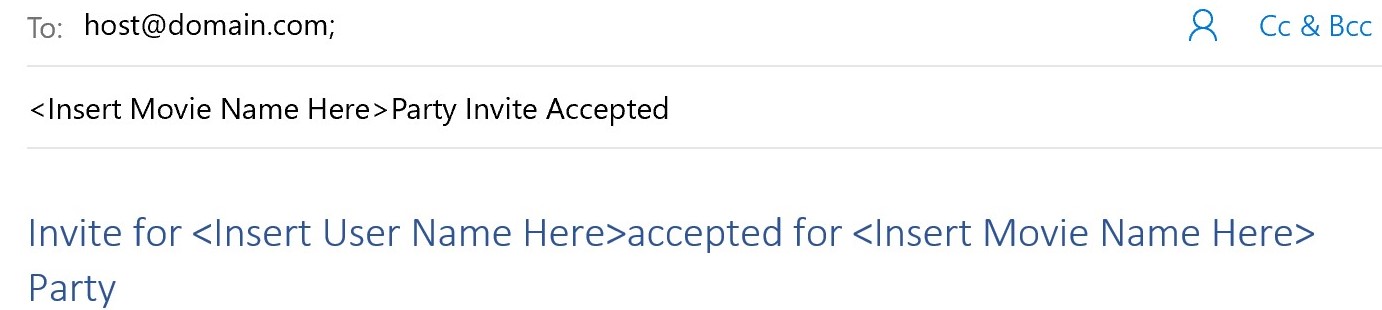 To: host@domain.com; Cc & Bcc
<Insert Movie Name Here>Party Invite Accepted
Invite for <Insert User Name Here>accepted for <Insert Movie Name Here>
Party